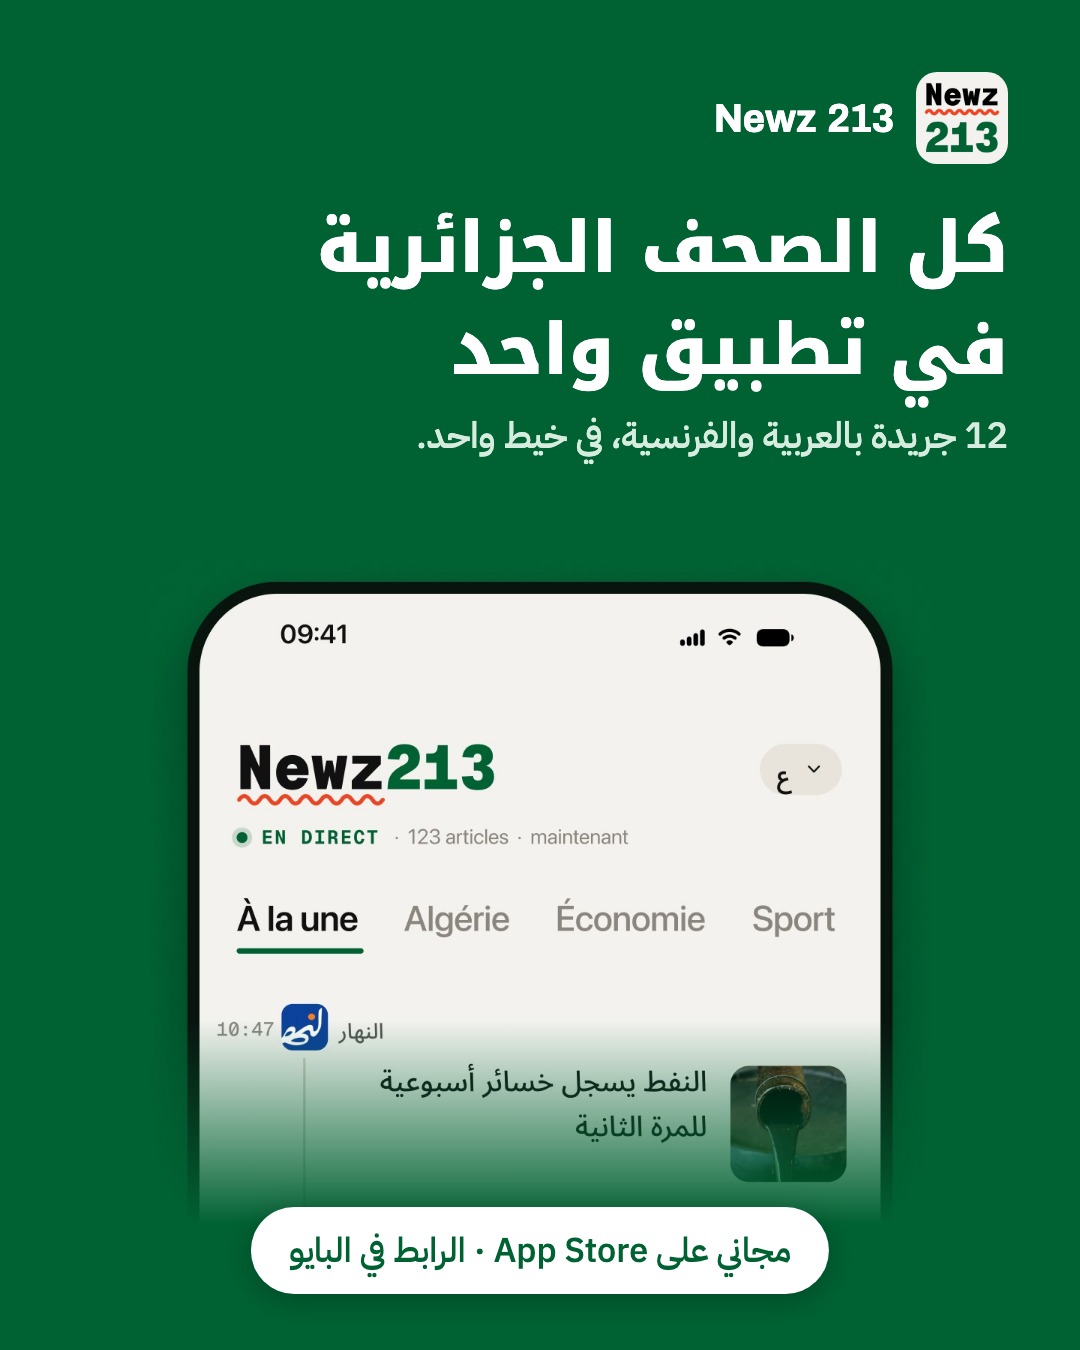 Newz 213
Newz
213
كل الصحف الجزائرية
في تطبيق واحد
12 جريدة بالعربية والفرنسية، في خيط واحد.
09:41
Newz213
ع
EN DIRECT · 123 articles · maintenant
À la une Algérie Économie Sport
10:47 النهار
النفط يسجل خسائر أسبوعية
للمرة الثانية
مجاني على App Store · الرابط في البايو